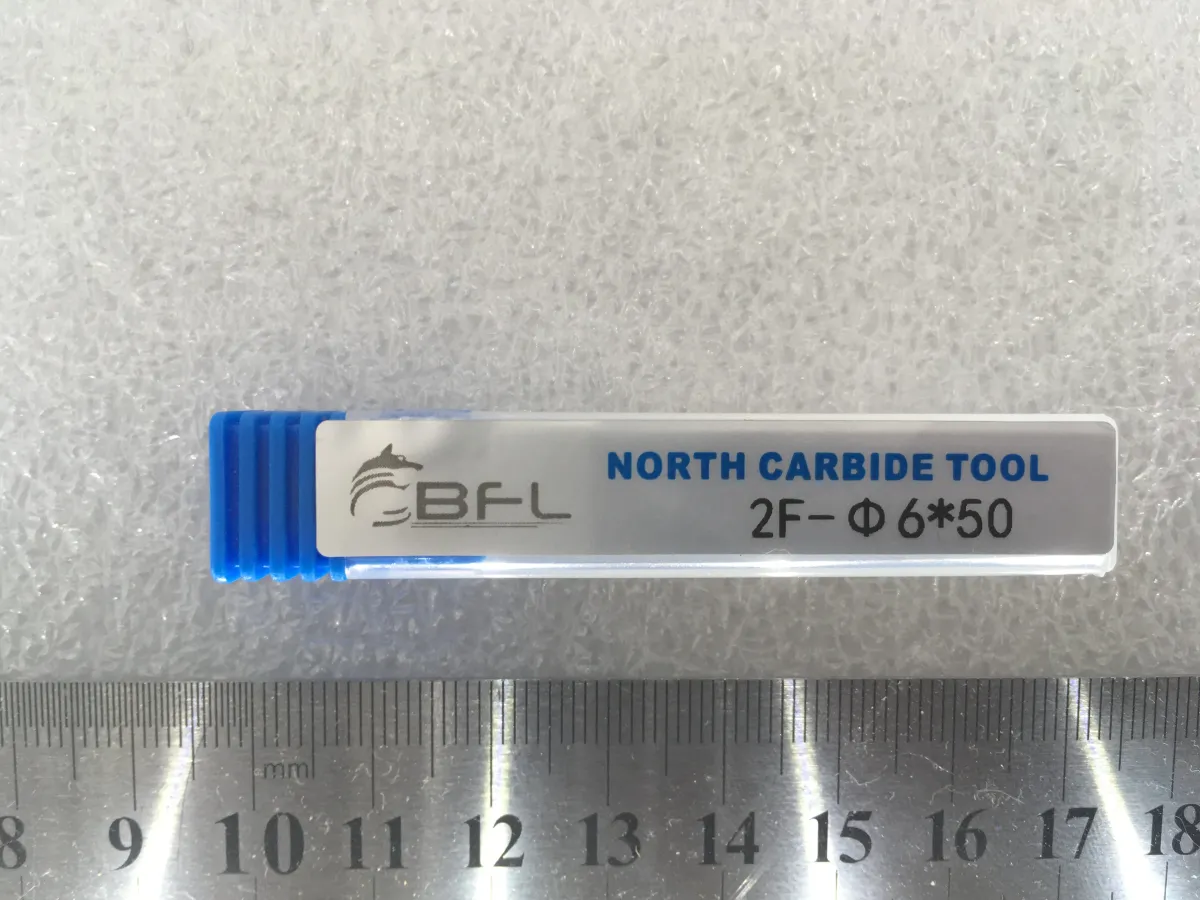 BFL
NORTH CARBIDE TOOL
2F-Φ6*50
mm
8 9 10 11 12 13 14 15 16 17 18